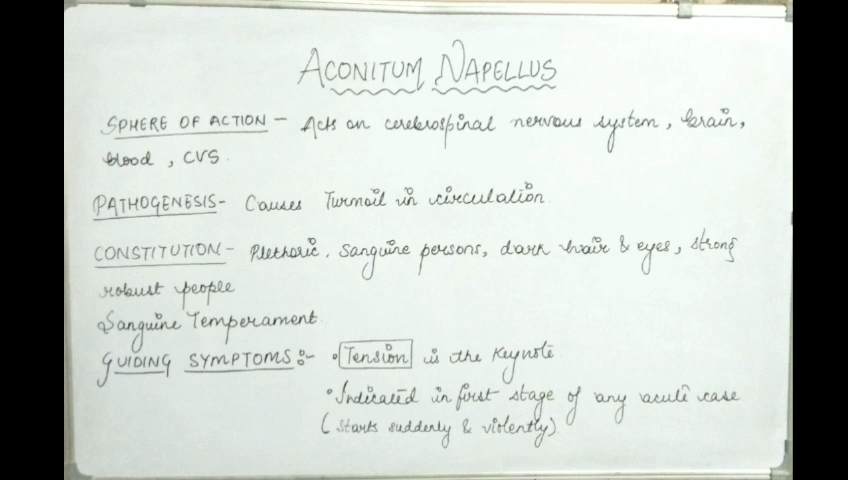 ACONITUM NAPELLUS
SPHERE OF ACTION - Acts on cerebrospinal nervous system, brain,
blood, CVS.
PATHOGENESIS - Causes Turmoil in circulation.
CONSTITUTION - Plethoric, Sanguine persons, dark hair & eyes, strong
robust people
Sanguine Temperament.
GUIDING SYMPTOMS :- • Tension is the Keynote.
• Indicated in first stage of any acute case
(Starts suddenly & violently)